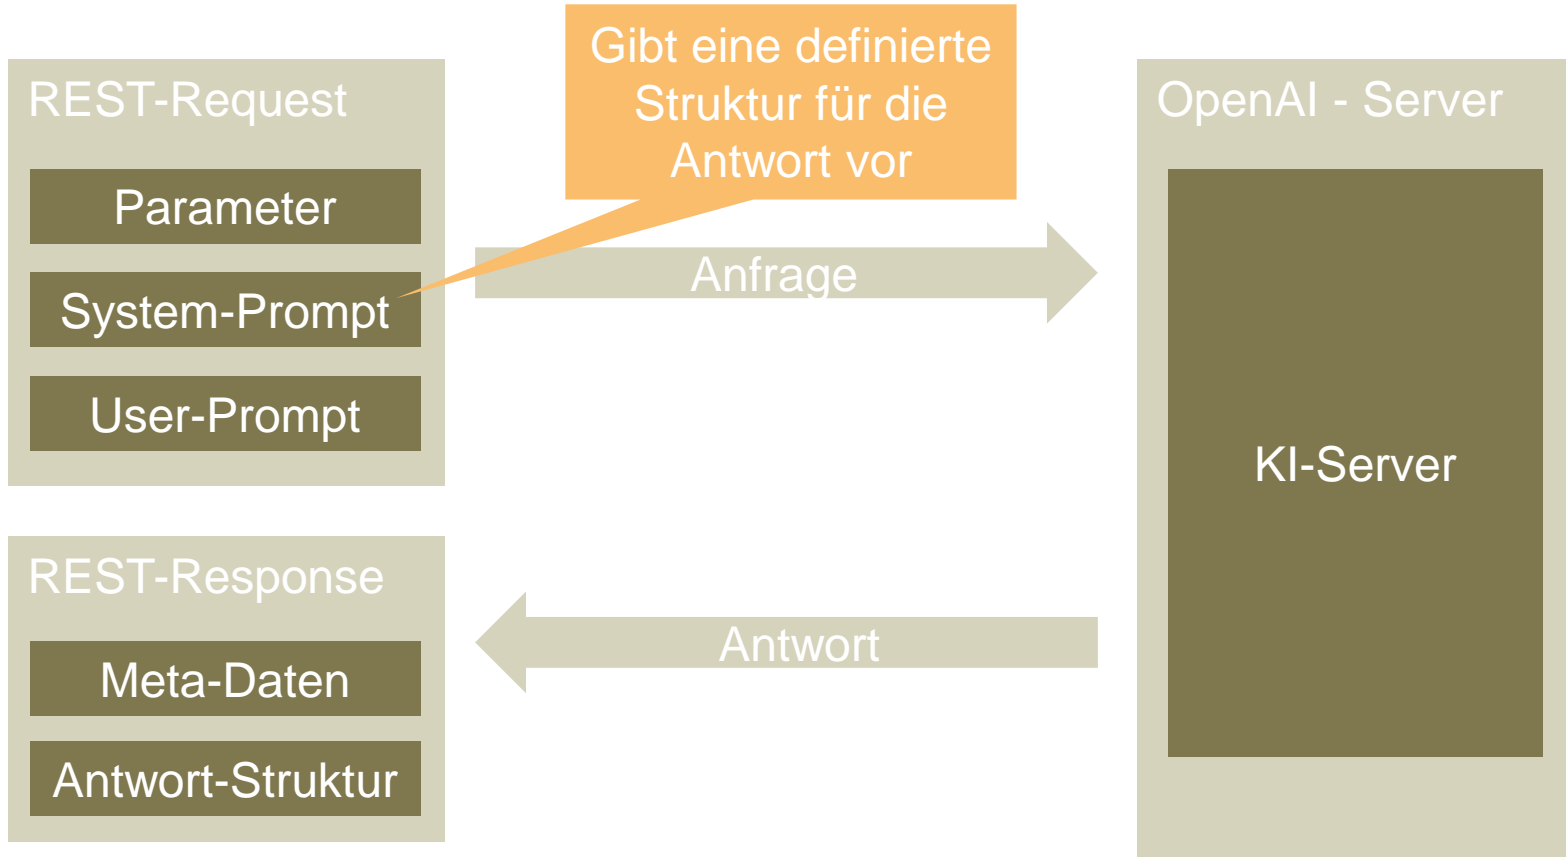 Gibt eine definierte
Struktur für die
Antwort vor
REST-Request
Parameter
System-Prompt
User-Prompt
Anfrage
OpenAI - Server
KI-Server
REST-Response
Meta-Daten
Antwort-Struktur
Antwort